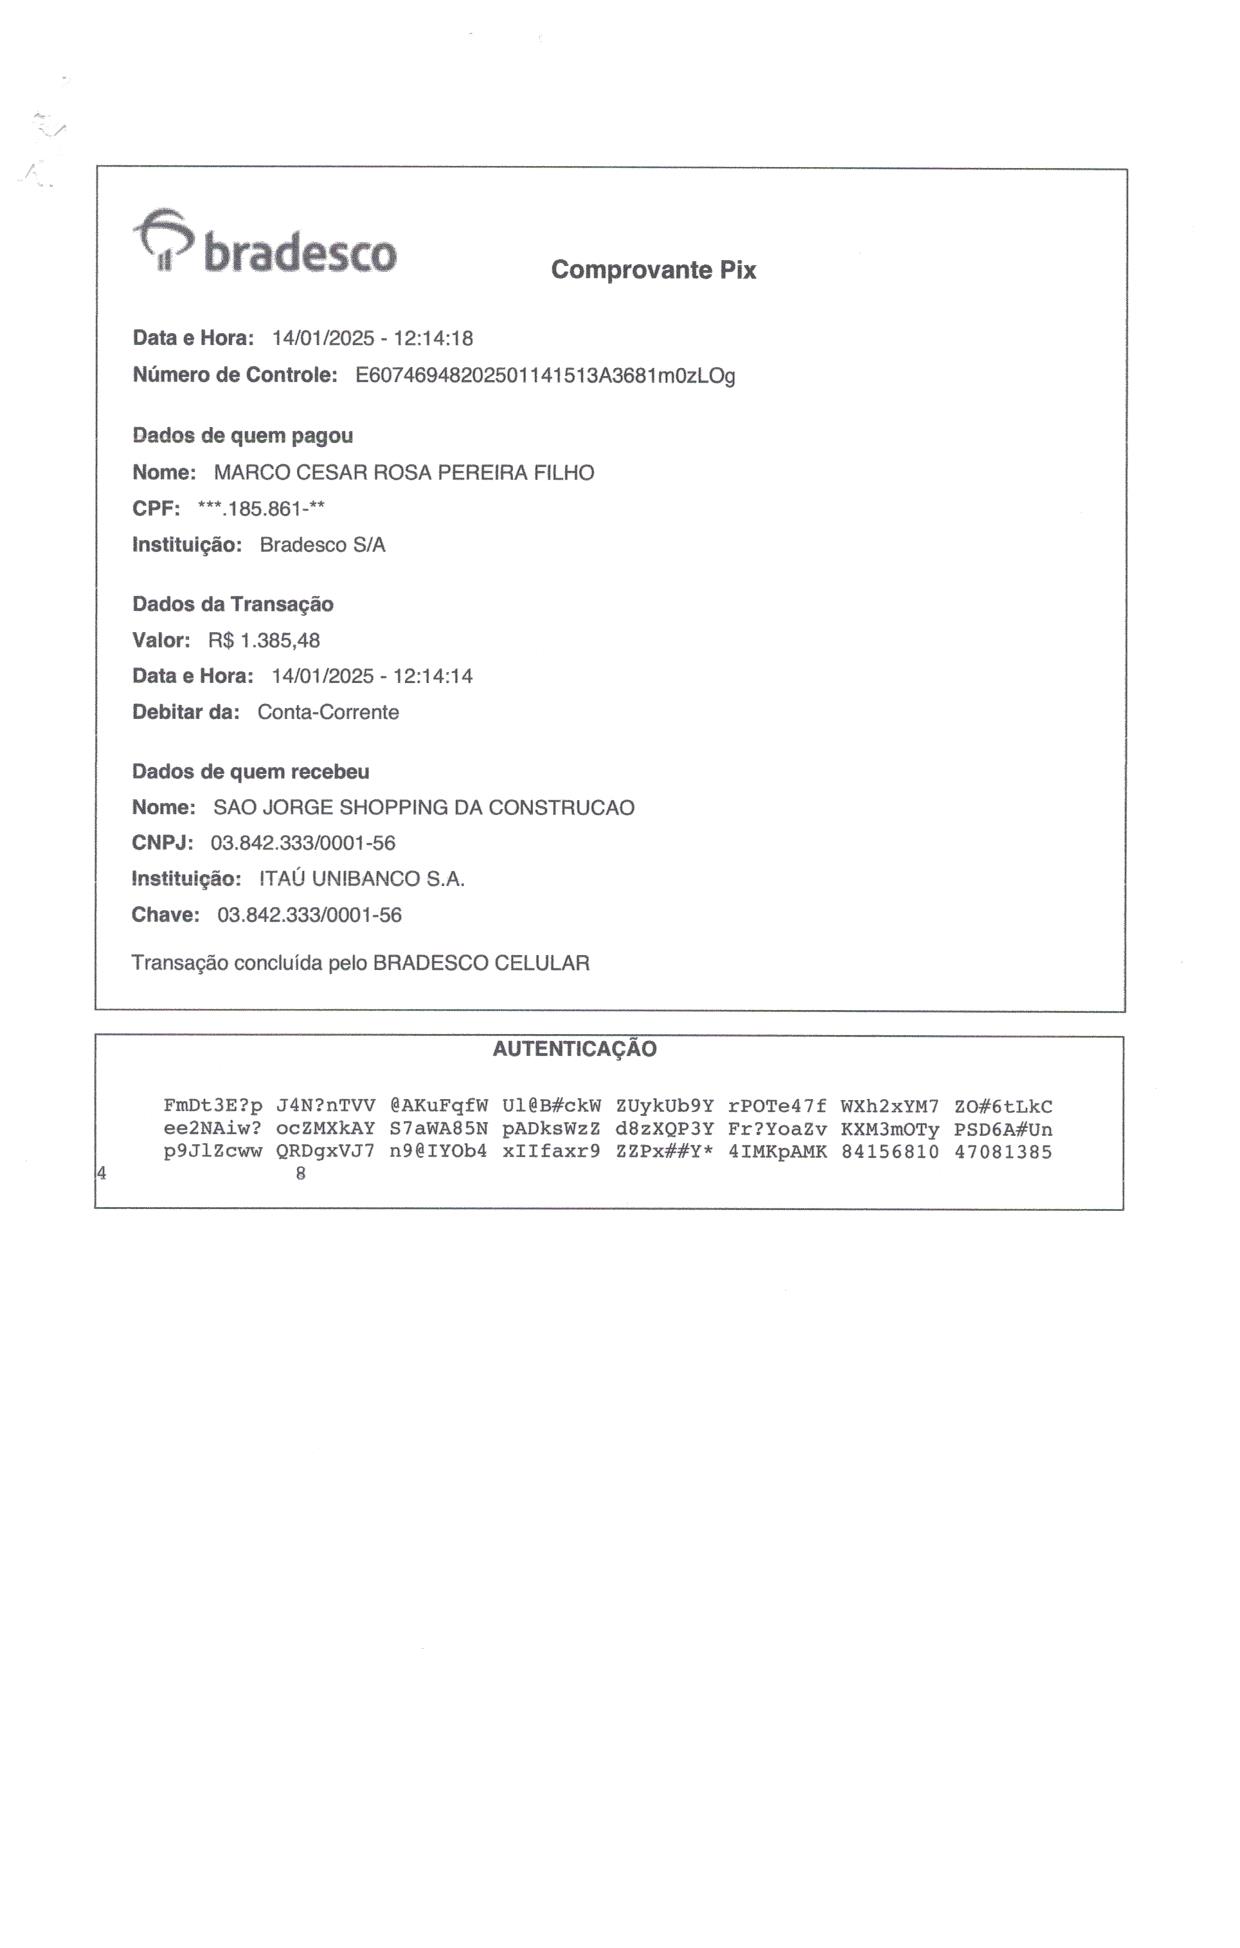 bradesco
Comprovante Pix
Data e Hora: 14/01/2025 - 12:14:18
Número de Controle: E60746948202501141513A3681m0zLOg
Dados de quem pagou
Nome: MARCO CESAR ROSA PEREIRA FILHO
CPF: ***.185.861-**
Instituição: Bradesco S/A
Dados da Transação
Valor: R$ 1.385,48
Data e Hora: 14/01/2025 - 12:14:14
Debitar da: Conta-Corrente
Dados de quem recebeu
Nome: SAO JORGE SHOPPING DA CONSTRUCAO
CNPJ: 03.842.333/0001-56
Instituição: ITAÚ UNIBANCO S.A.
Chave: 03.842.333/0001-56
Transação concluída pelo BRADESCO CELULAR
AUTENTICAÇÃO
FmDt3E?p J4N?nTVV @AKuFqfW Ul@B#ckW ZUykUb9Y rPOTe47f WXh2xYM7 ZO#6tLkC
ee2NAiw? ocZMXkAY S7aWA85N pADksWzZ d8zXQP3Y Fr?YoaZv KXM3mOTy PSD6A#Un
p9JlZcww QRDgxVJ7 n9@IYOb4 xIIfaxr9 ZZPx##Y* 4IMKpAMK 84156810 47081385
4 8